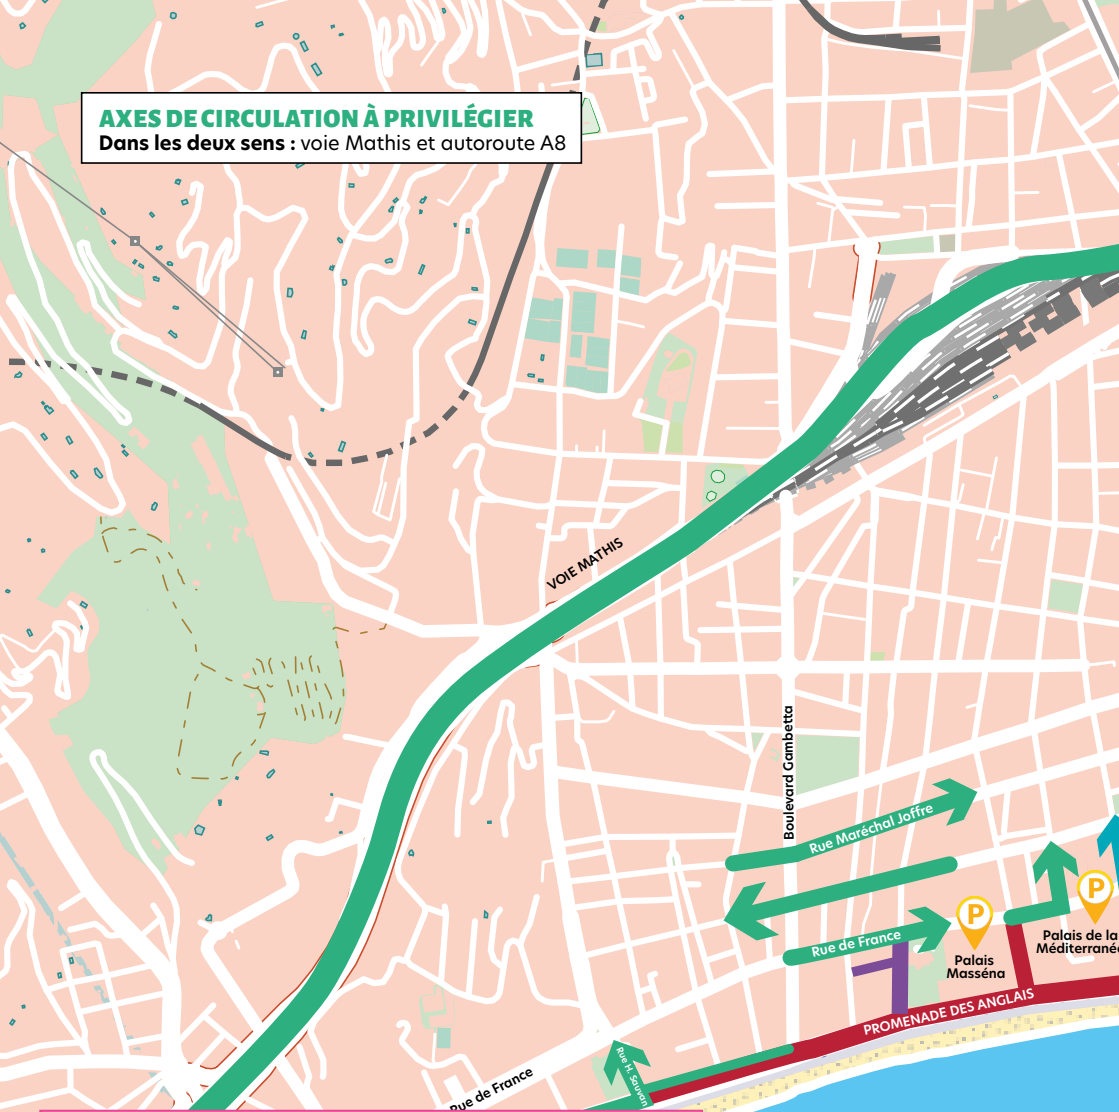 AXES DE CIRCULATION À PRIVILÉGIER
Dans les deux sens : voie Mathis et autoroute A8
VOIE MATHIS
Boulevard Gambetta
Rue Maréchal Joffre
P
P
Palais de la
Méditerrané
Rue de France
Palais
Masséna
PROMENADE DES ANGLAIS
Rue H. Sauvan
Rue de France